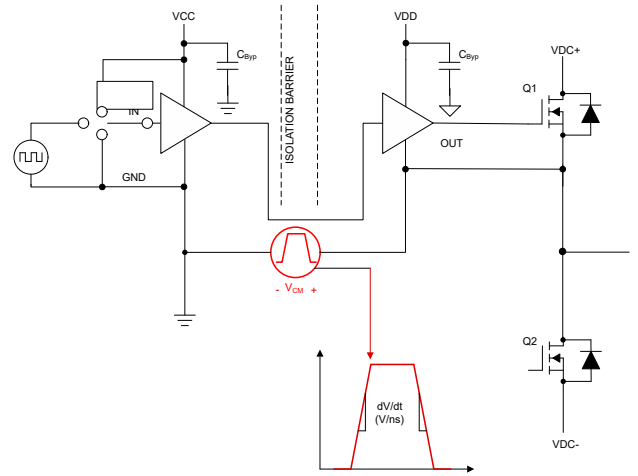 VCC
VDD
VDC+
CByp
CByp
ISOLATION BARRIER
Q1
IN
OUT
GND
- VCM +
Q2
dV/dt
(V/ns)
VDC-